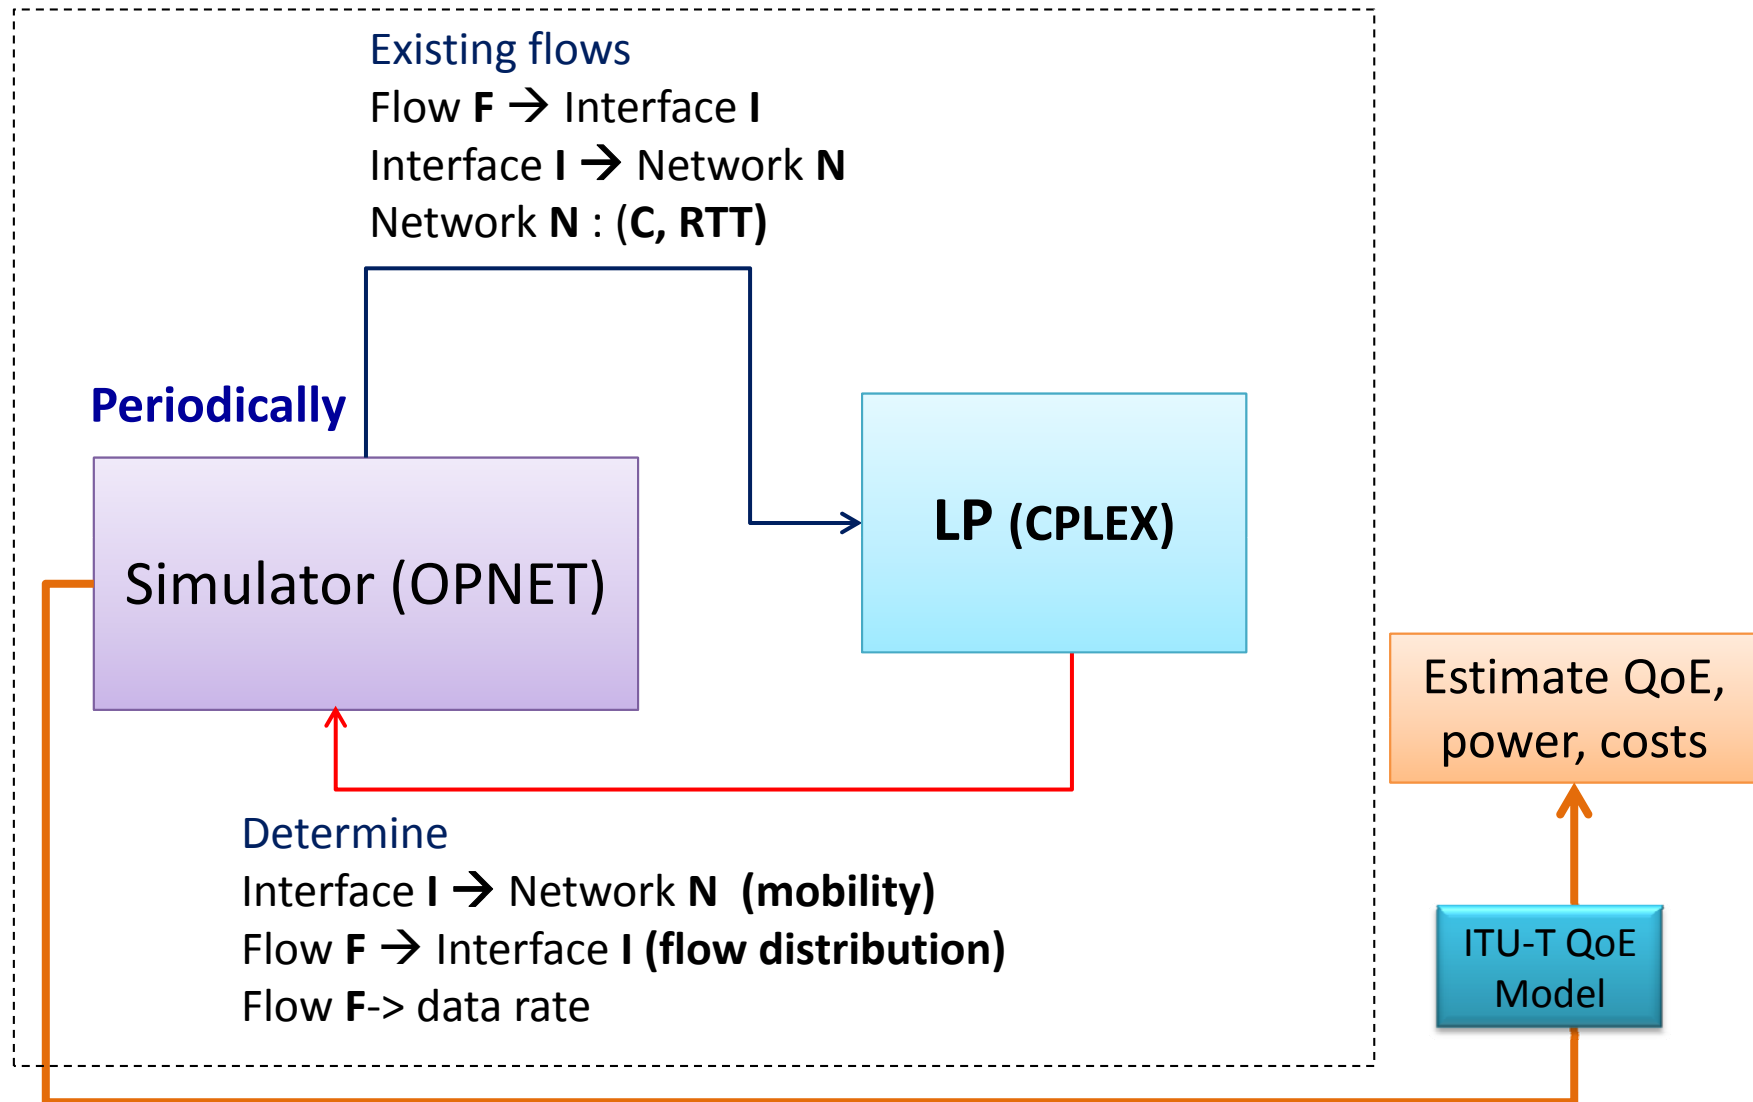 Existing flows
Flow F → Interface I
Interface I → Network N
Network N : (C, RTT)
Periodically
Simulator (OPNET)
LP (CPLEX)
Determine
Interface I → Network N (mobility)
Flow F → Interface I (flow distribution)
Flow F-> data rate
Estimate QoE,
power, costs
ITU-T QoE
Model